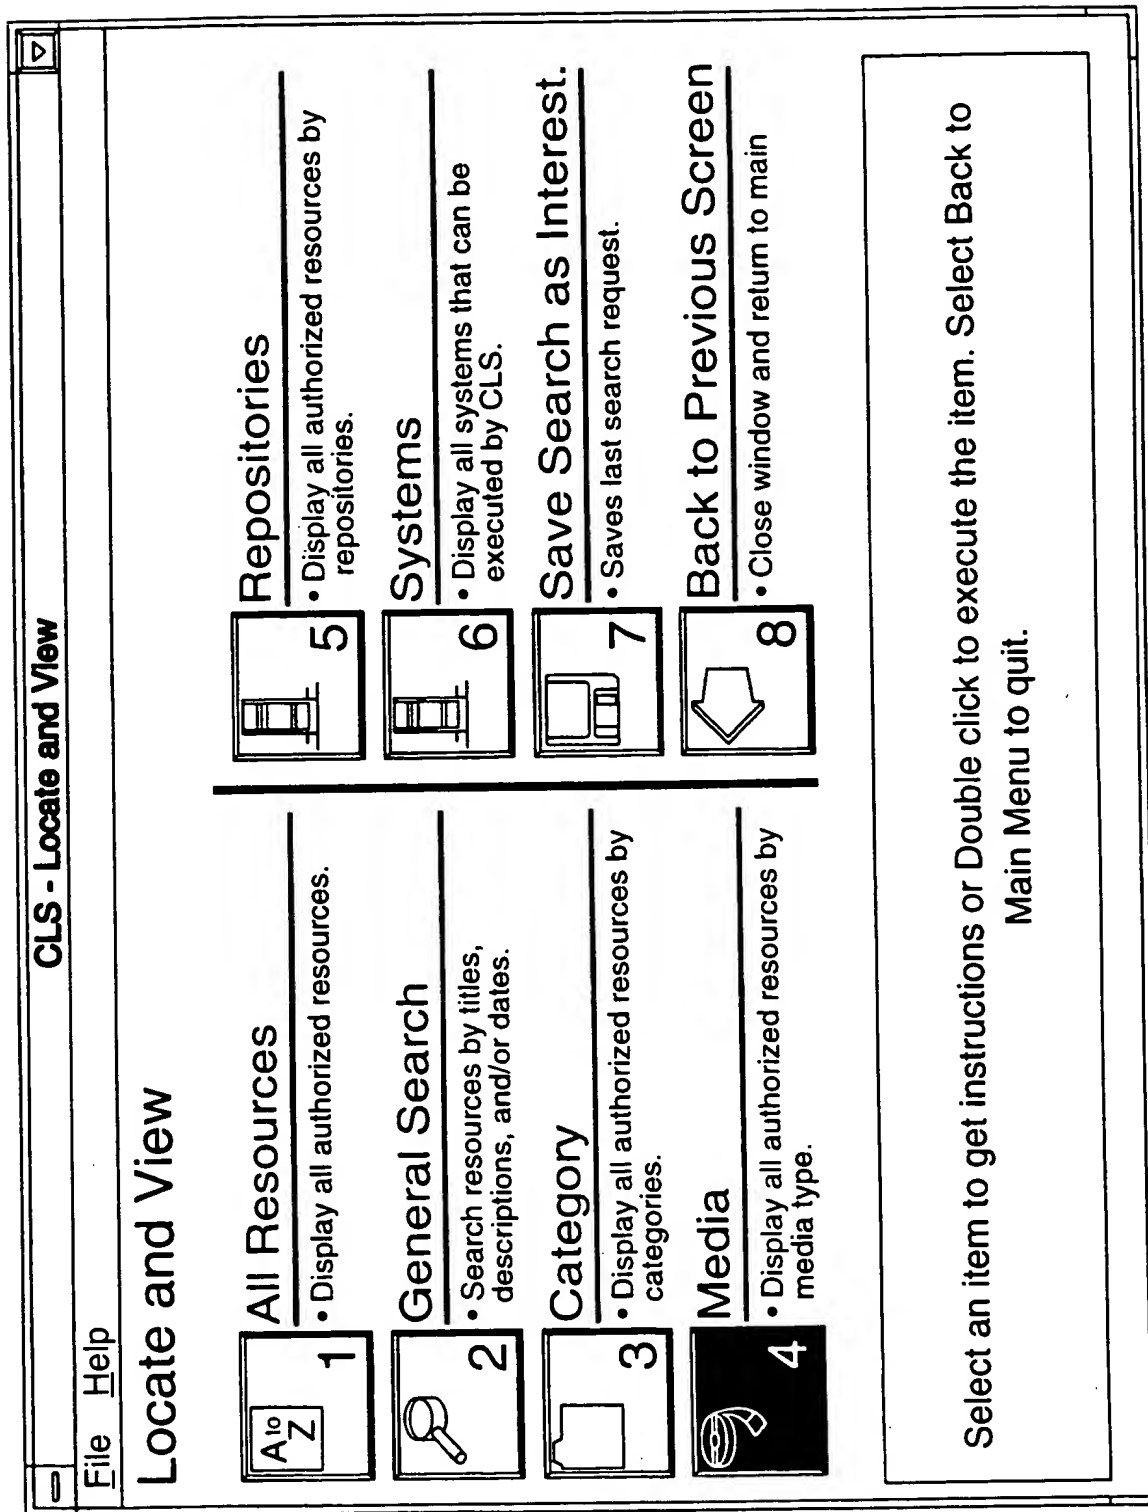 CLS - Locate and View
File Help
Locate and View
A to Z
1
All Resources
• Display all authorized resources.
2
General Search
• Search resources by titles,
descriptions, and/or dates.
3
Category
• Display all authorized resources by
categories.
4
Media
• Display all authorized resources by
media type.
5
Repositories
• Display all authorized resources by
repositories.
6
Systems
• Display all systems that can be
executed by CLS.
7
Save Search as Interest.
• Saves last search request.
8
Back to Previous Screen
• Close window and return to main
Select an item to get instructions or Double click to execute the item. Select Back to
Main Menu to quit.